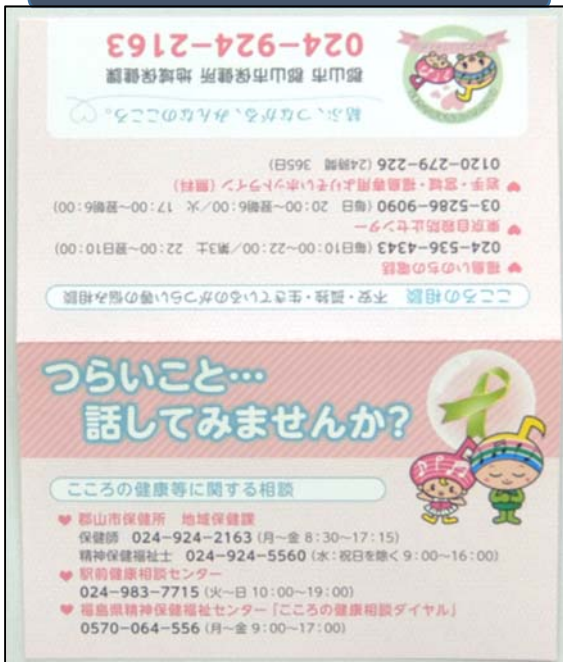 つらいこと…
話してみませんか?
こころの健康等に関する相談
♥ 郡山市保健所 地域保健課
保健師 024-924-2163 (月〜金 8:30〜17:15)
精神保健福祉士 024-924-5560 (水:祝日を除く 9:00〜16:00)
♥ 駅前健康相談センター
024-983-7715 (火〜日 10:00〜19:00)
♥ 福島県精神保健福祉センター「こころの健康相談ダイヤル」
0570-064-556 (月〜金 9:00〜17:00)
こころの相談 不安・孤独・生きているのがつらい等の悩み相談
♥ 福島いのちの電話
024-536-4343 (毎日10:00〜22:00/第3土 22:00〜翌日10:00)
♥ 東京自殺防止センター
03-5286-9090 (毎日 20:00〜翌朝6:00/火 17:00〜翌朝6:00)
♥ 岩手・宮城・福島専用よりそいホットライン (無料)
0120-279-226 (24時間 365日)
結ぶ、つながる、みんなのこころ。
郡山市 郡山市保健所 地域保健課
024-924-2163